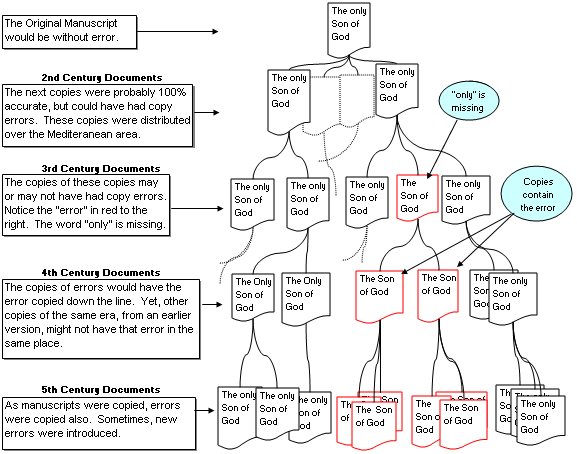 The Original Manuscript
would be without error.
The only
Son of
God
2nd Century Documents
The next copies were probably 100%
accurate, but could have had copy
errors. These copies were distributed
over the Mediteranean area.
The only
Son of
God
The only
Son of
God
"only" is
missing
3rd Century Documents
The copies of these copies may
or may not have had copy errors.
Notice the "error" in red to the
right. The word "only" is missing.
The only
Son of
God
The only
Son of
God
The only
Son of
God
The
Son of
God
The only
Son of
God
Copies
contain
the error
4th Century Documents
The copies of errors would have the
error copied down the line. Yet, other
copies of the same era, from an earlier
version, might not have that error in the
same place.
The Only
Son of
God
The Only
Son of
God
The Son
of God
The Son
of God
The only
Son of
God
The only
Son of
God
5th Century Documents
As manuscripts were copied, errors
were copied also. Sometimes, new
errors were introduced.
The only
Son of
God
The only
Son of
God
The only
Son of
God
The Son
of God
The Son
of God
The Son
of God
The only
Son of
God